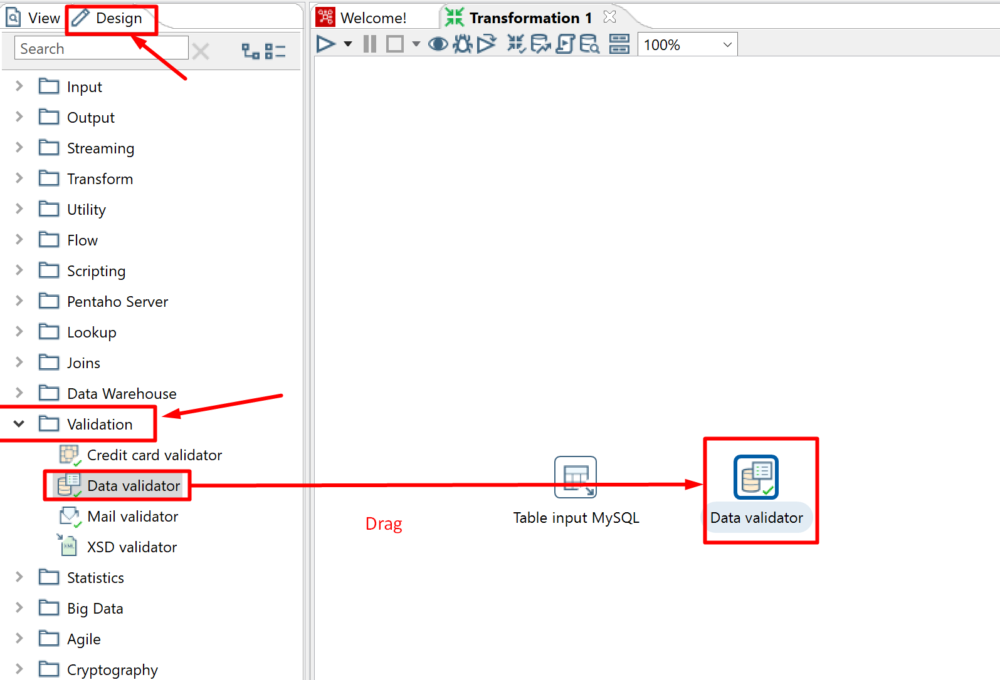 View
Design
Welcome!
Transformation 1
Search
100%
Input
Output
Streaming
Transform
Utility
Flow
Scripting
Pentaho Server
Lookup
Joins
Data Warehouse
Validation
Credit card validator
Data validator
Mail validator
XSD validator
Statistics
Big Data
Agile
Cryptography
Drag
Table input MySQL
Data validator